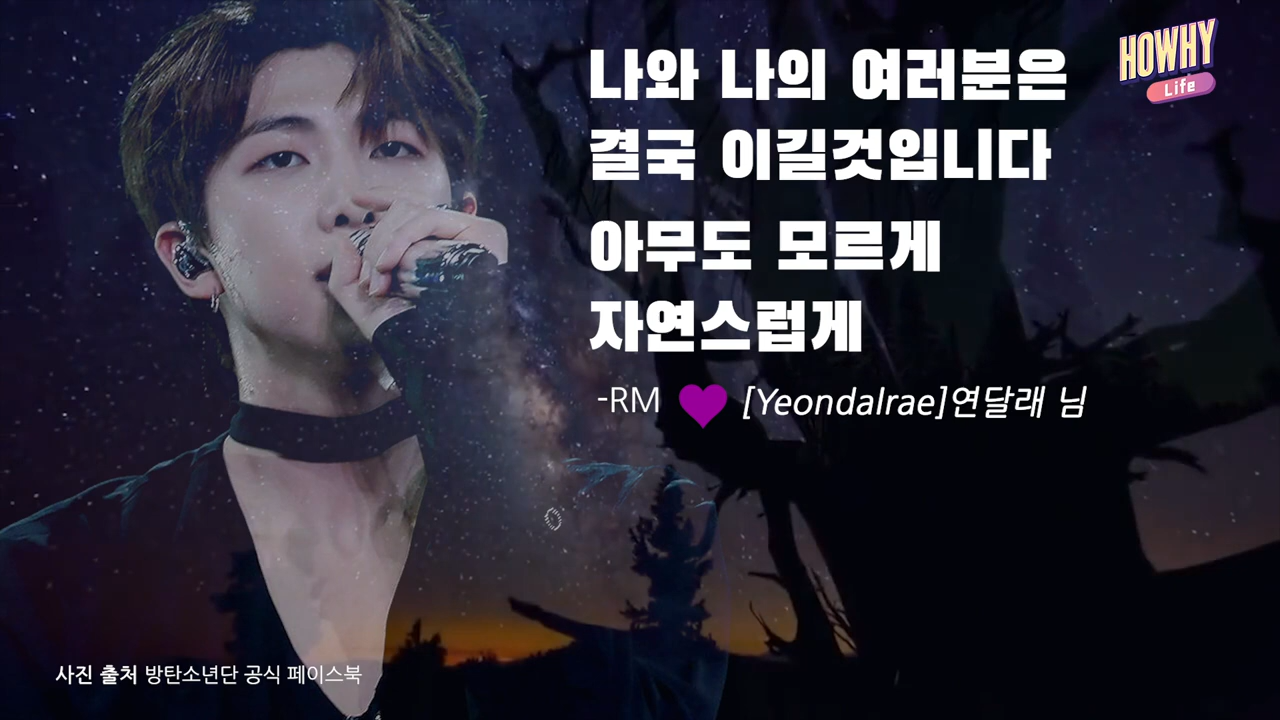 나와 나의 여러분은
결국 이길것입니다
아무도 모르게
자연스럽게
-RM 💜 [Yeondalrae]연달래 님
HOWHY
Life
사진 출처 방탄소년단 공식 페이스북